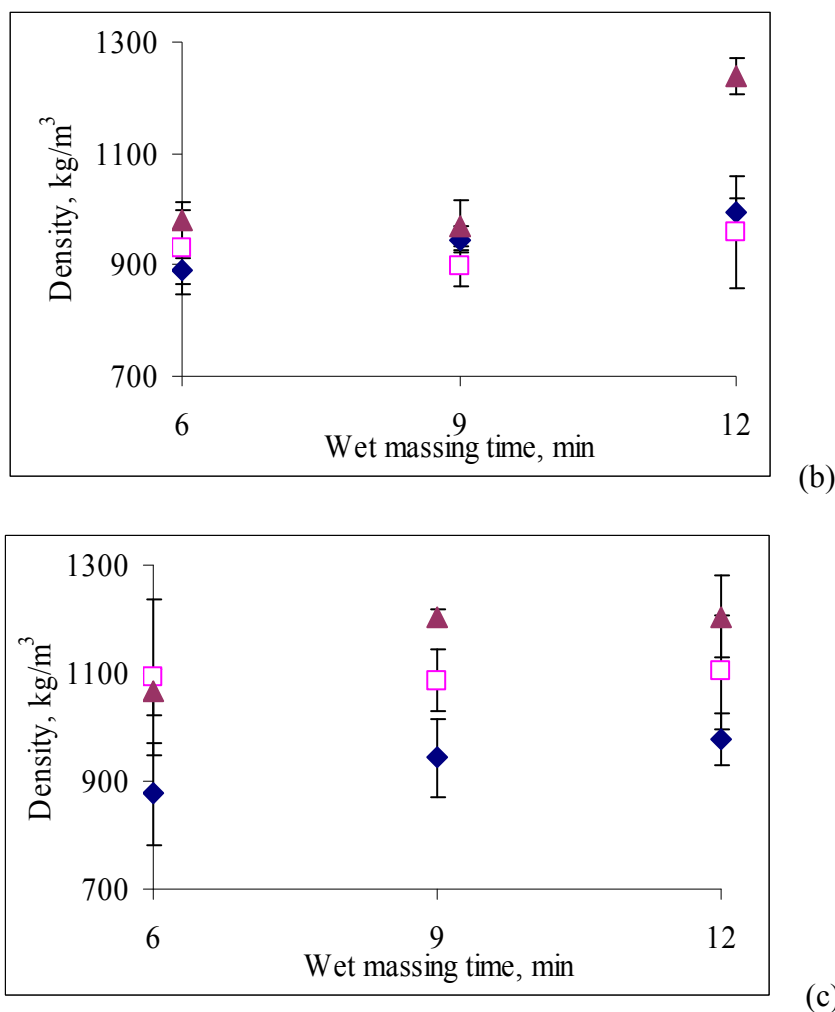 1300
1100
900
700
Density, kg/m³
6 9 12
Wet massing time, min
(b)
1300
1100
900
700
Density, kg/m³
6 9 12
Wet massing time, min
(c)